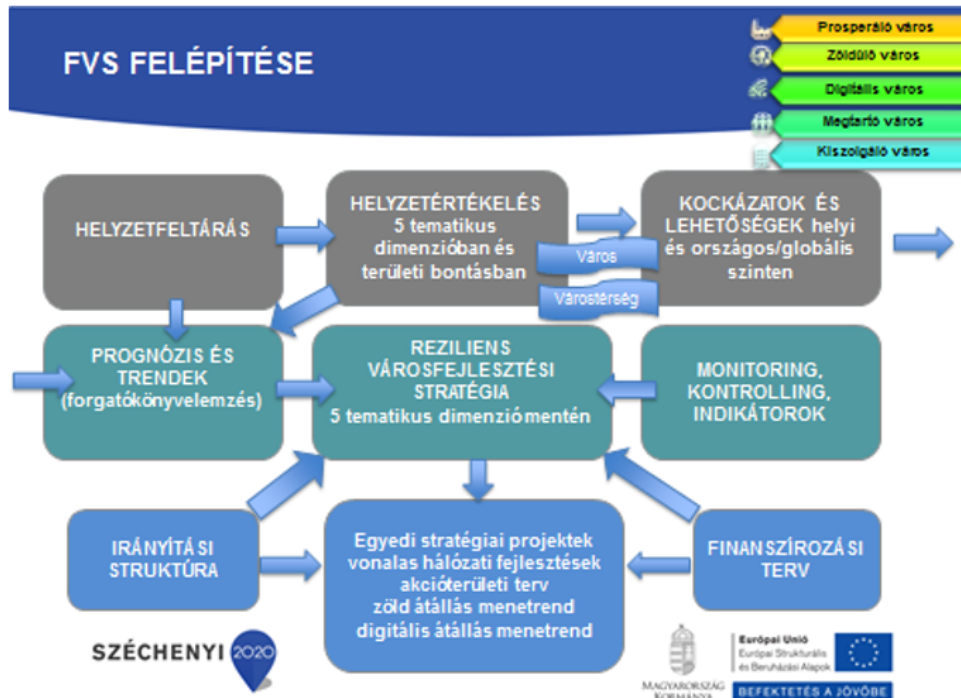 FVS FELÉPÍTÉSE
Prosperáló város
Zöldülő város
Digitális város
Megtartó város
Kiszolgáló város
HELYZETFELTÁRÁS
HELYZETÉRTÉKELÉS
5 tematikus
dimenzióban és
területi bontásban
Város
Várostérség
KOCKÁZATOK ÉS
LEHETŐSÉGEK helyi
és országos/globális
szinten
PROGNÓZIS ÉS
TRENDEK
(forgatókönyvelemzés)
REZILIENS
VÁROSFEJLESZTÉSI
STRATÉGIA
5 tematikus dimenziómentén
MONITORING,
KONTROLLING,
INDIKÁTOROK
IRÁNYÍTÁSI
STRUKTÚRA
Egyedi stratégiai projektek
vonalas hálózati fejlesztések
akcióterületi terv
zöld átállás menetrend
digitális átállás menetrend
FINANSZÍROZÁSI
TERV
SZÉCHENYI 2020
MAGYARORSZÁG
KORMÁNYA
Európai Unió
Európai Strukturális
és Beruházási Alapok
BEFEKTETÉS A JÖVŐBE